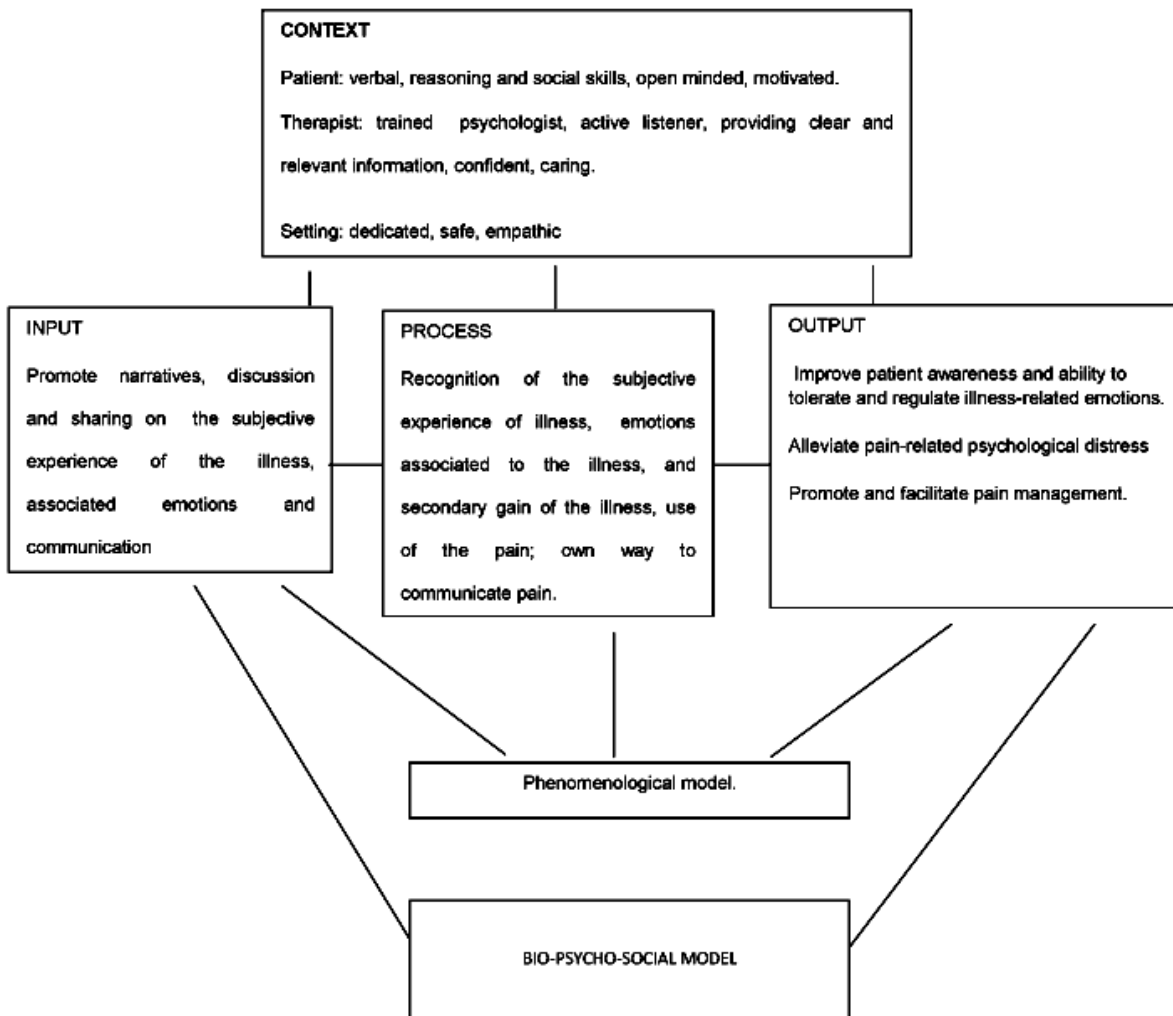 CONTEXT
Patient: verbal, reasoning and social skills, open minded, motivated.
Therapist: trained psychologist, active listener, providing clear and
relevant information, confident, caring.
Setting: dedicated, safe, empathic
INPUT
Promote narratives, discussion
and sharing on the subjective
experience of the illness,
associated emotions and
communication
PROCESS
Recognition of the subjective
experience of illness, emotions
associated to the illness, and
secondary gain of the illness, use
of the pain; own way to
communicate pain.
OUTPUT
Improve patient awareness and ability to
tolerate and regulate illness-related emotions.
Alleviate pain-related psychological distress
Promote and facilitate pain management.
Phenomenological model.
BIO-PSYCHO-SOCIAL MODEL